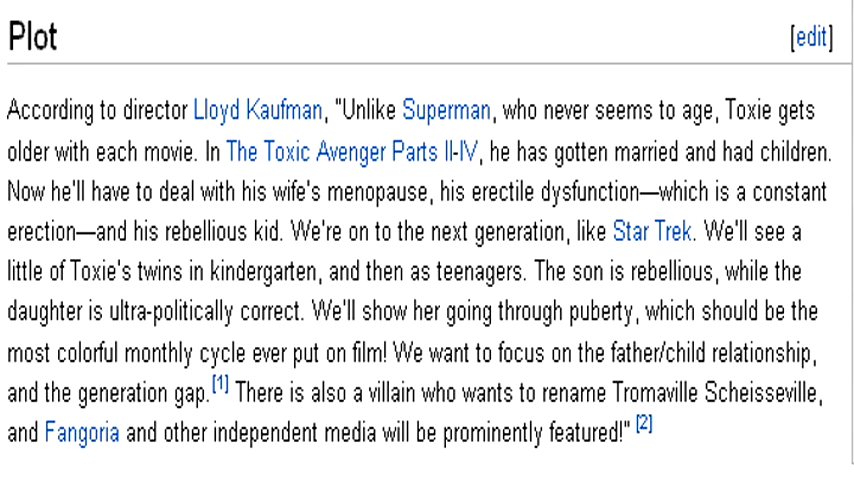 Plot
[edit]
According to director Lloyd Kaufman, "Unlike Superman, who never seems to age, Toxie gets
older with each movie. In The Toxic Avenger Parts II-IV, he has gotten married and had children.
Now he'll have to deal with his wife's menopause, his erectile dysfunction—which is a constant
erection—and his rebellious kid. We're on to the next generation, like Star Trek. We'll see a
little of Toxie's twins in kindergarten, and then as teenagers. The son is rebellious, while the
daughter is ultra-politically correct. We'll show her going through puberty, which should be the
most colorful monthly cycle ever put on film! We want to focus on the father/child relationship,
and the generation gap.[1] There is also a villain who wants to rename Tromaville Scheisseville,
and Fangoria and other independent media will be prominently featured!" [2]